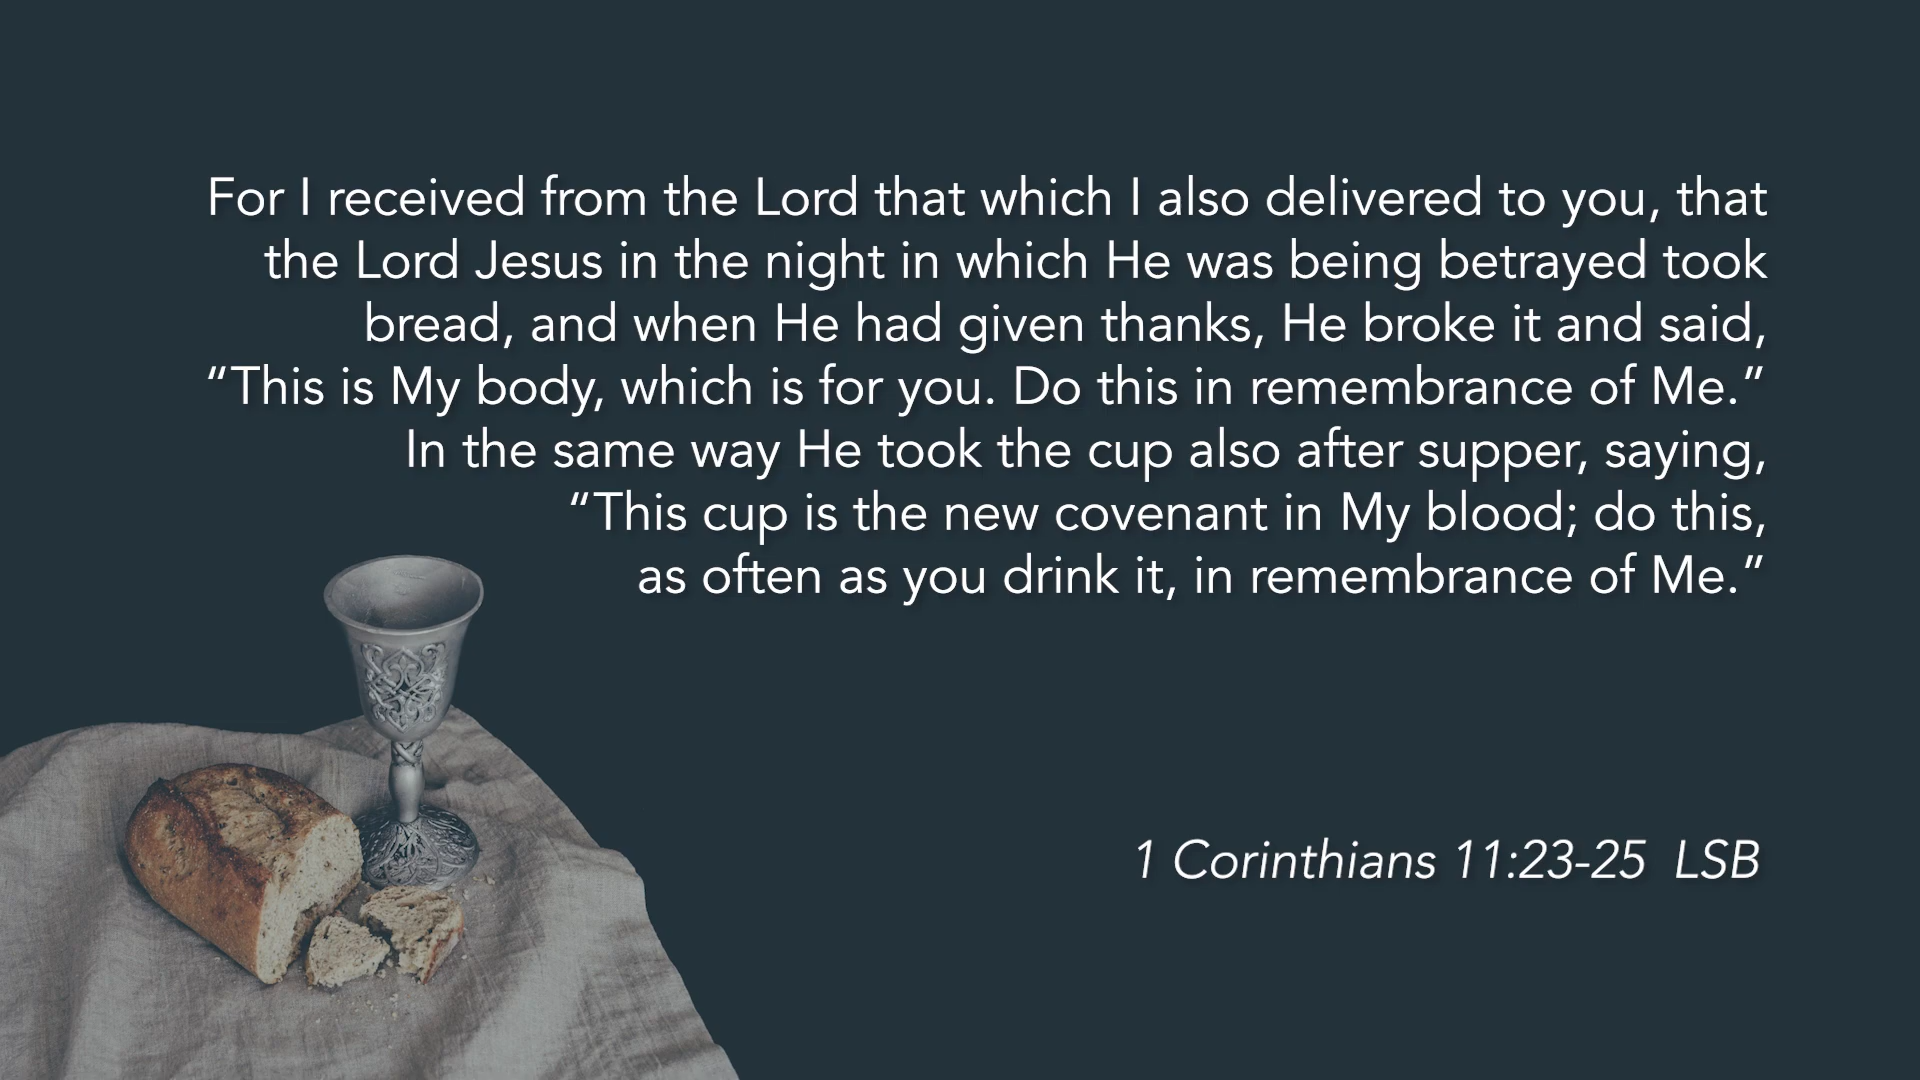 For I received from the Lord that which I also delivered to you, that
the Lord Jesus in the night in which He was being betrayed took
bread, and when He had given thanks, He broke it and said,
“This is My body, which is for you. Do this in remembrance of Me.”
In the same way He took the cup also after supper, saying,
“This cup is the new covenant in My blood; do this,
as often as you drink it, in remembrance of Me.”
1 Corinthians 11:23-25  LSB